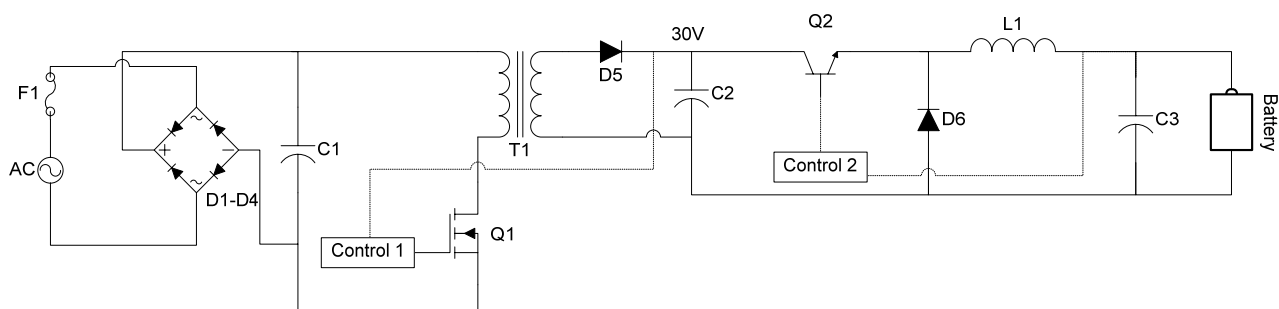 Q2
L1
30V
F1
D5
C2
D6
C3
Battery
AC
C1
T1
Control 2
D1-D4
Q1
Control 1